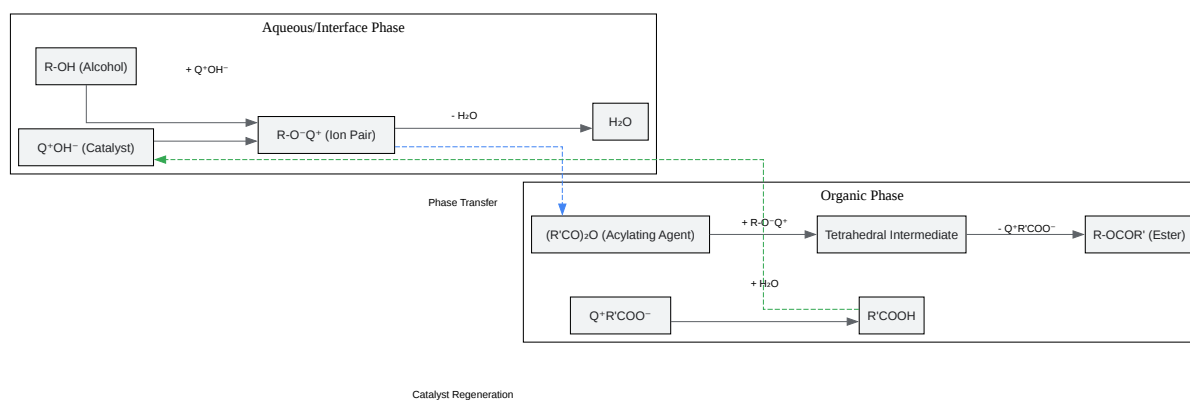 Aqueous/Interface Phase
R-OH (Alcohol)
+ Q⁺OH⁻
- H₂O
H₂O
R-O⁻Q⁺ (Ion Pair)
Q⁺OH⁻ (Catalyst)
Phase Transfer
Organic Phase
(R'CO)₂O (Acylating Agent)
+ R-O⁻Q⁺
Tetrahedral Intermediate
- Q⁺R'COO⁻
R-OCOR' (Ester)
+ H₂O
Q⁺R'COO⁻
R'COOH
Catalyst Regeneration